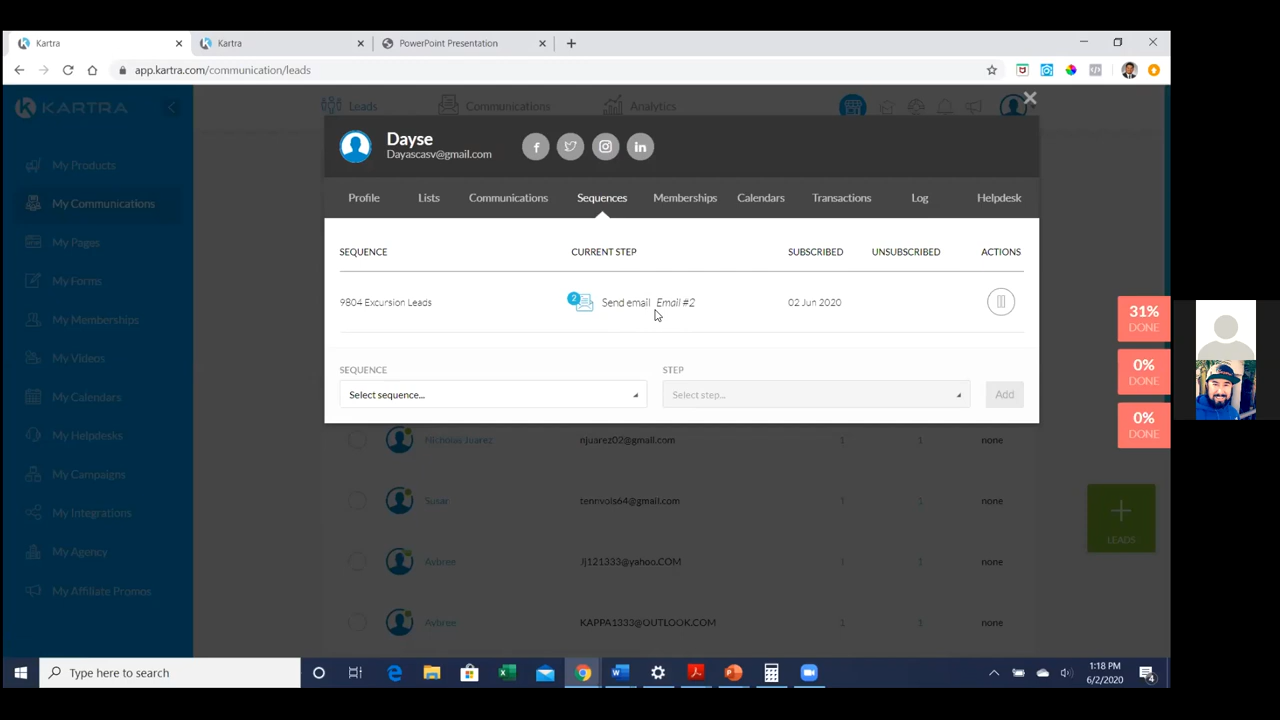 Kartra
Kartra
PowerPoint Presentation
app.kartra.com/communication/leads
KARTRA
Leads
Communications
Analytics
My Products
My Communications
My Pages
My Forms
My Memberships
My Videos
My Calendars
My Helpdesks
My Campaigns
My Integrations
My Agency
My Affiliate Promos
Dayse
Dayascasv@gmail.com
Profile Lists Communications Sequences Memberships Calendars Transactions Log Helpdesk
SEQUENCE CURRENT STEP SUBSCRIBED UNSUBSCRIBED ACTIONS
9804 Excursion Leads 2 Send email Email #2 02 Jun 2020
SEQUENCE STEP
Select sequence... Select step... Add
Nicholas Juarez njuarez02@gmail.com 1 1 none
Susan tennvols64@gmail.com 1 1 none
Avbree Jj121333@yahoo.COM 1 1 none
Avbree KAPPA1333@OUTLOOK.COM 1 1 none
31%
DONE
0%
DONE
0%
DONE
LEADS
Type here to search
1:18 PM
6/2/2020
4